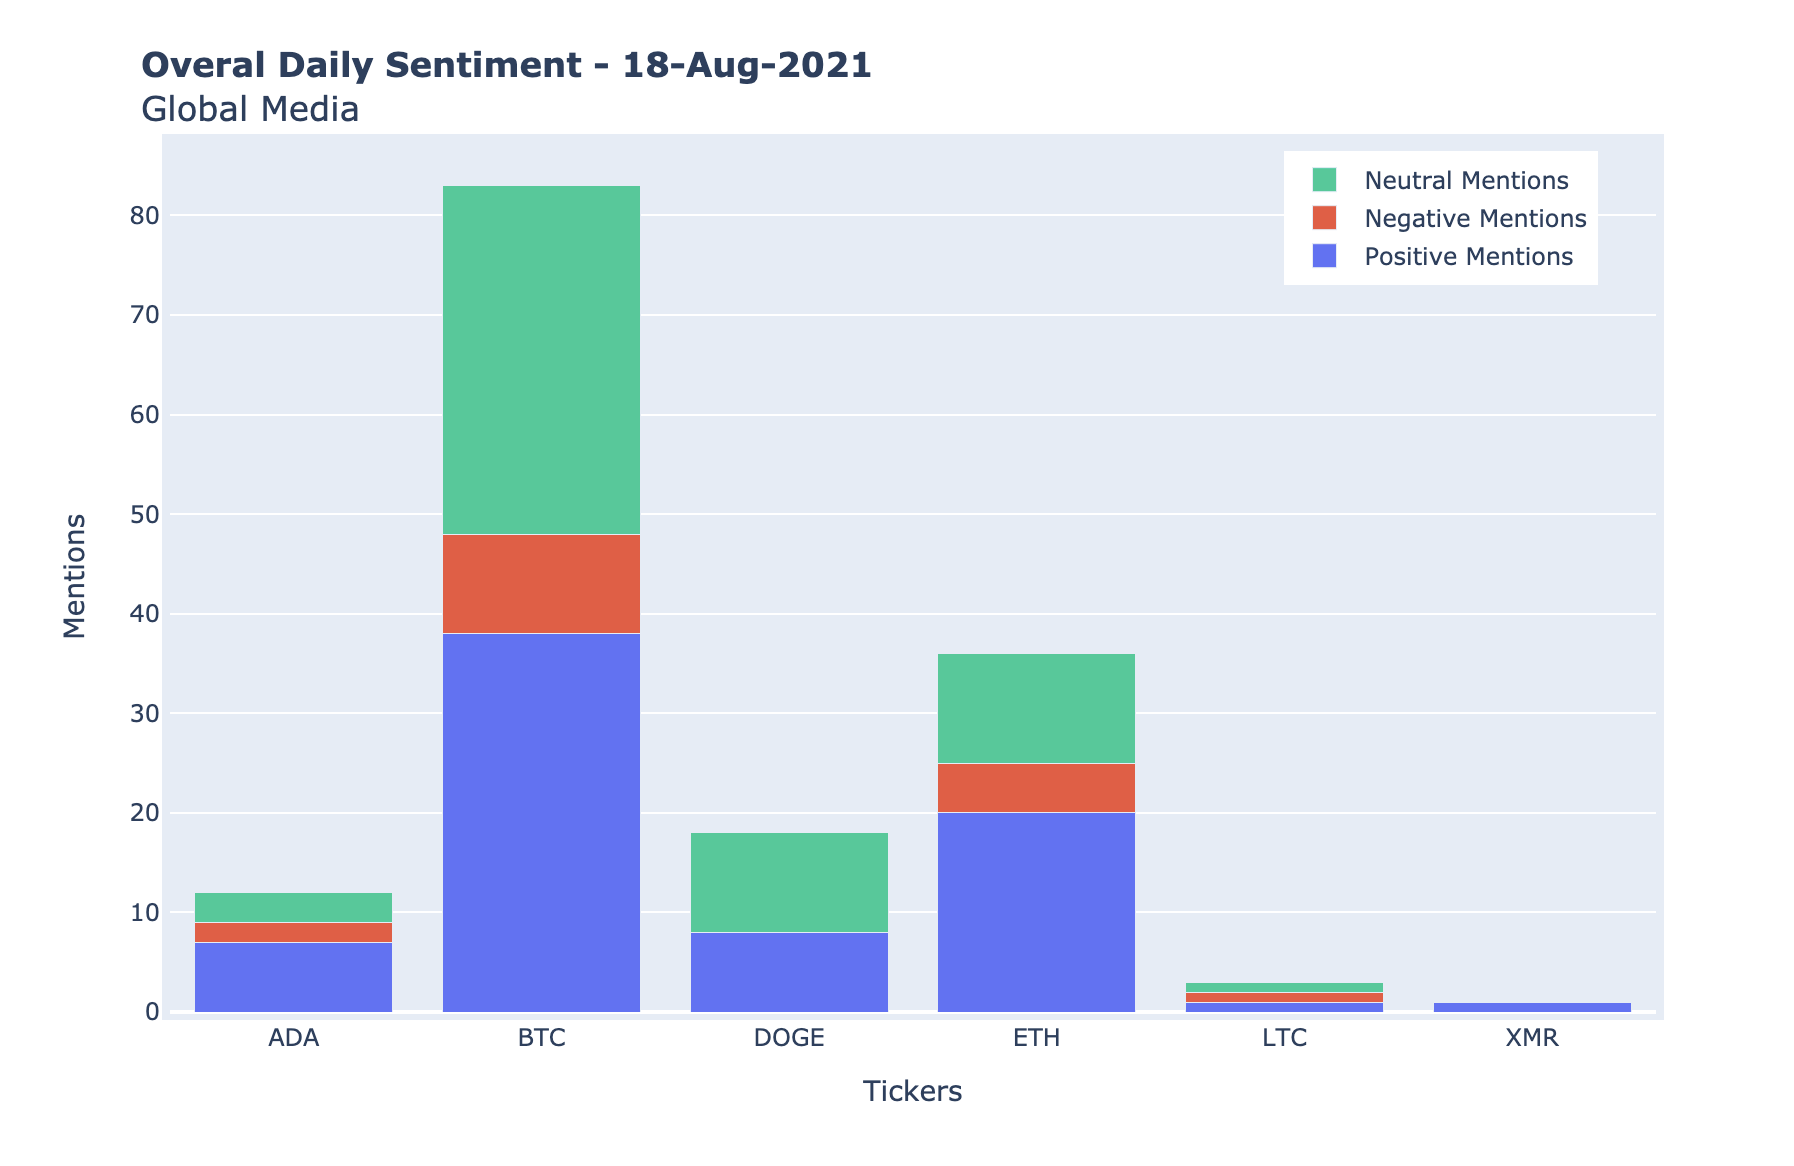 Overal Daily Sentiment - 18-Aug-2021
Global Media
Neutral Mentions
Negative Mentions
Positive Mentions
80
70
60
50
40
30
20
10
0
Mentions
ADA BTC DOGE ETH LTC XMR
Tickers